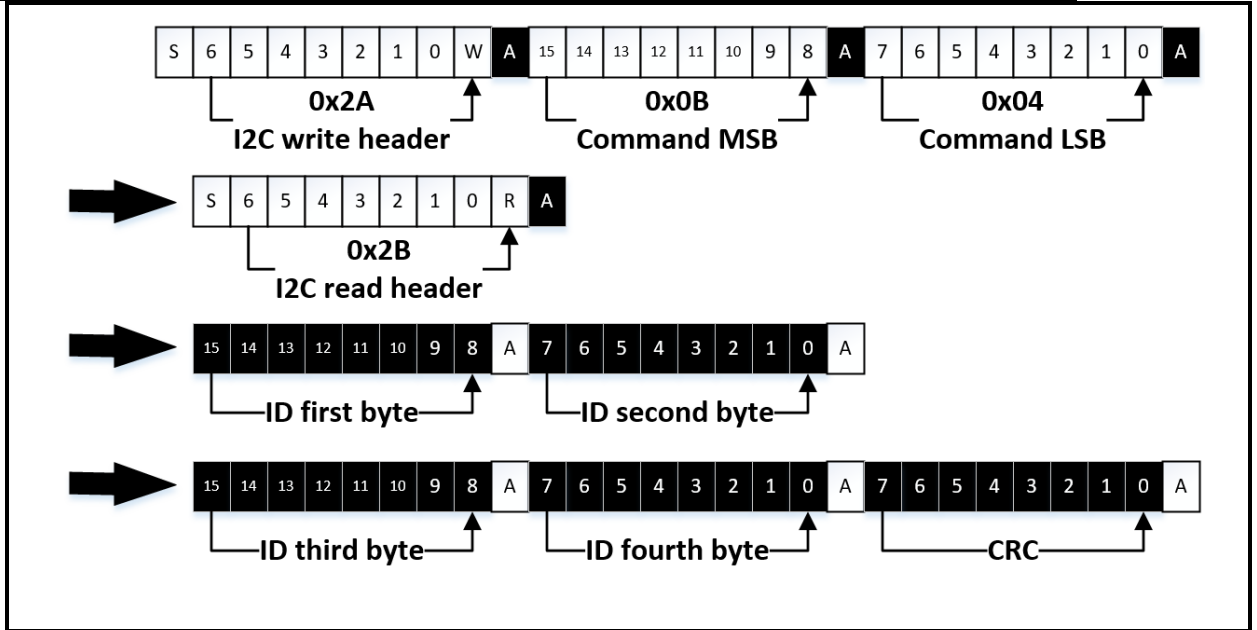 S 6 5 4 3 2 1 0 W A 15 14 13 12 11 10 9 8 A 7 6 5 4 3 2 1 0 A
0x2A 0x0B 0x04
I2C write header Command MSB Command LSB
S 6 5 4 3 2 1 0 R A
0x2B
I2C read header
15 14 13 12 11 10 9 8 A 7 6 5 4 3 2 1 0 A
ID first byte ID second byte
15 14 13 12 11 10 9 8 A 7 6 5 4 3 2 1 0 A 7 6 5 4 3 2 1 0 A
ID third byte ID fourth byte CRC